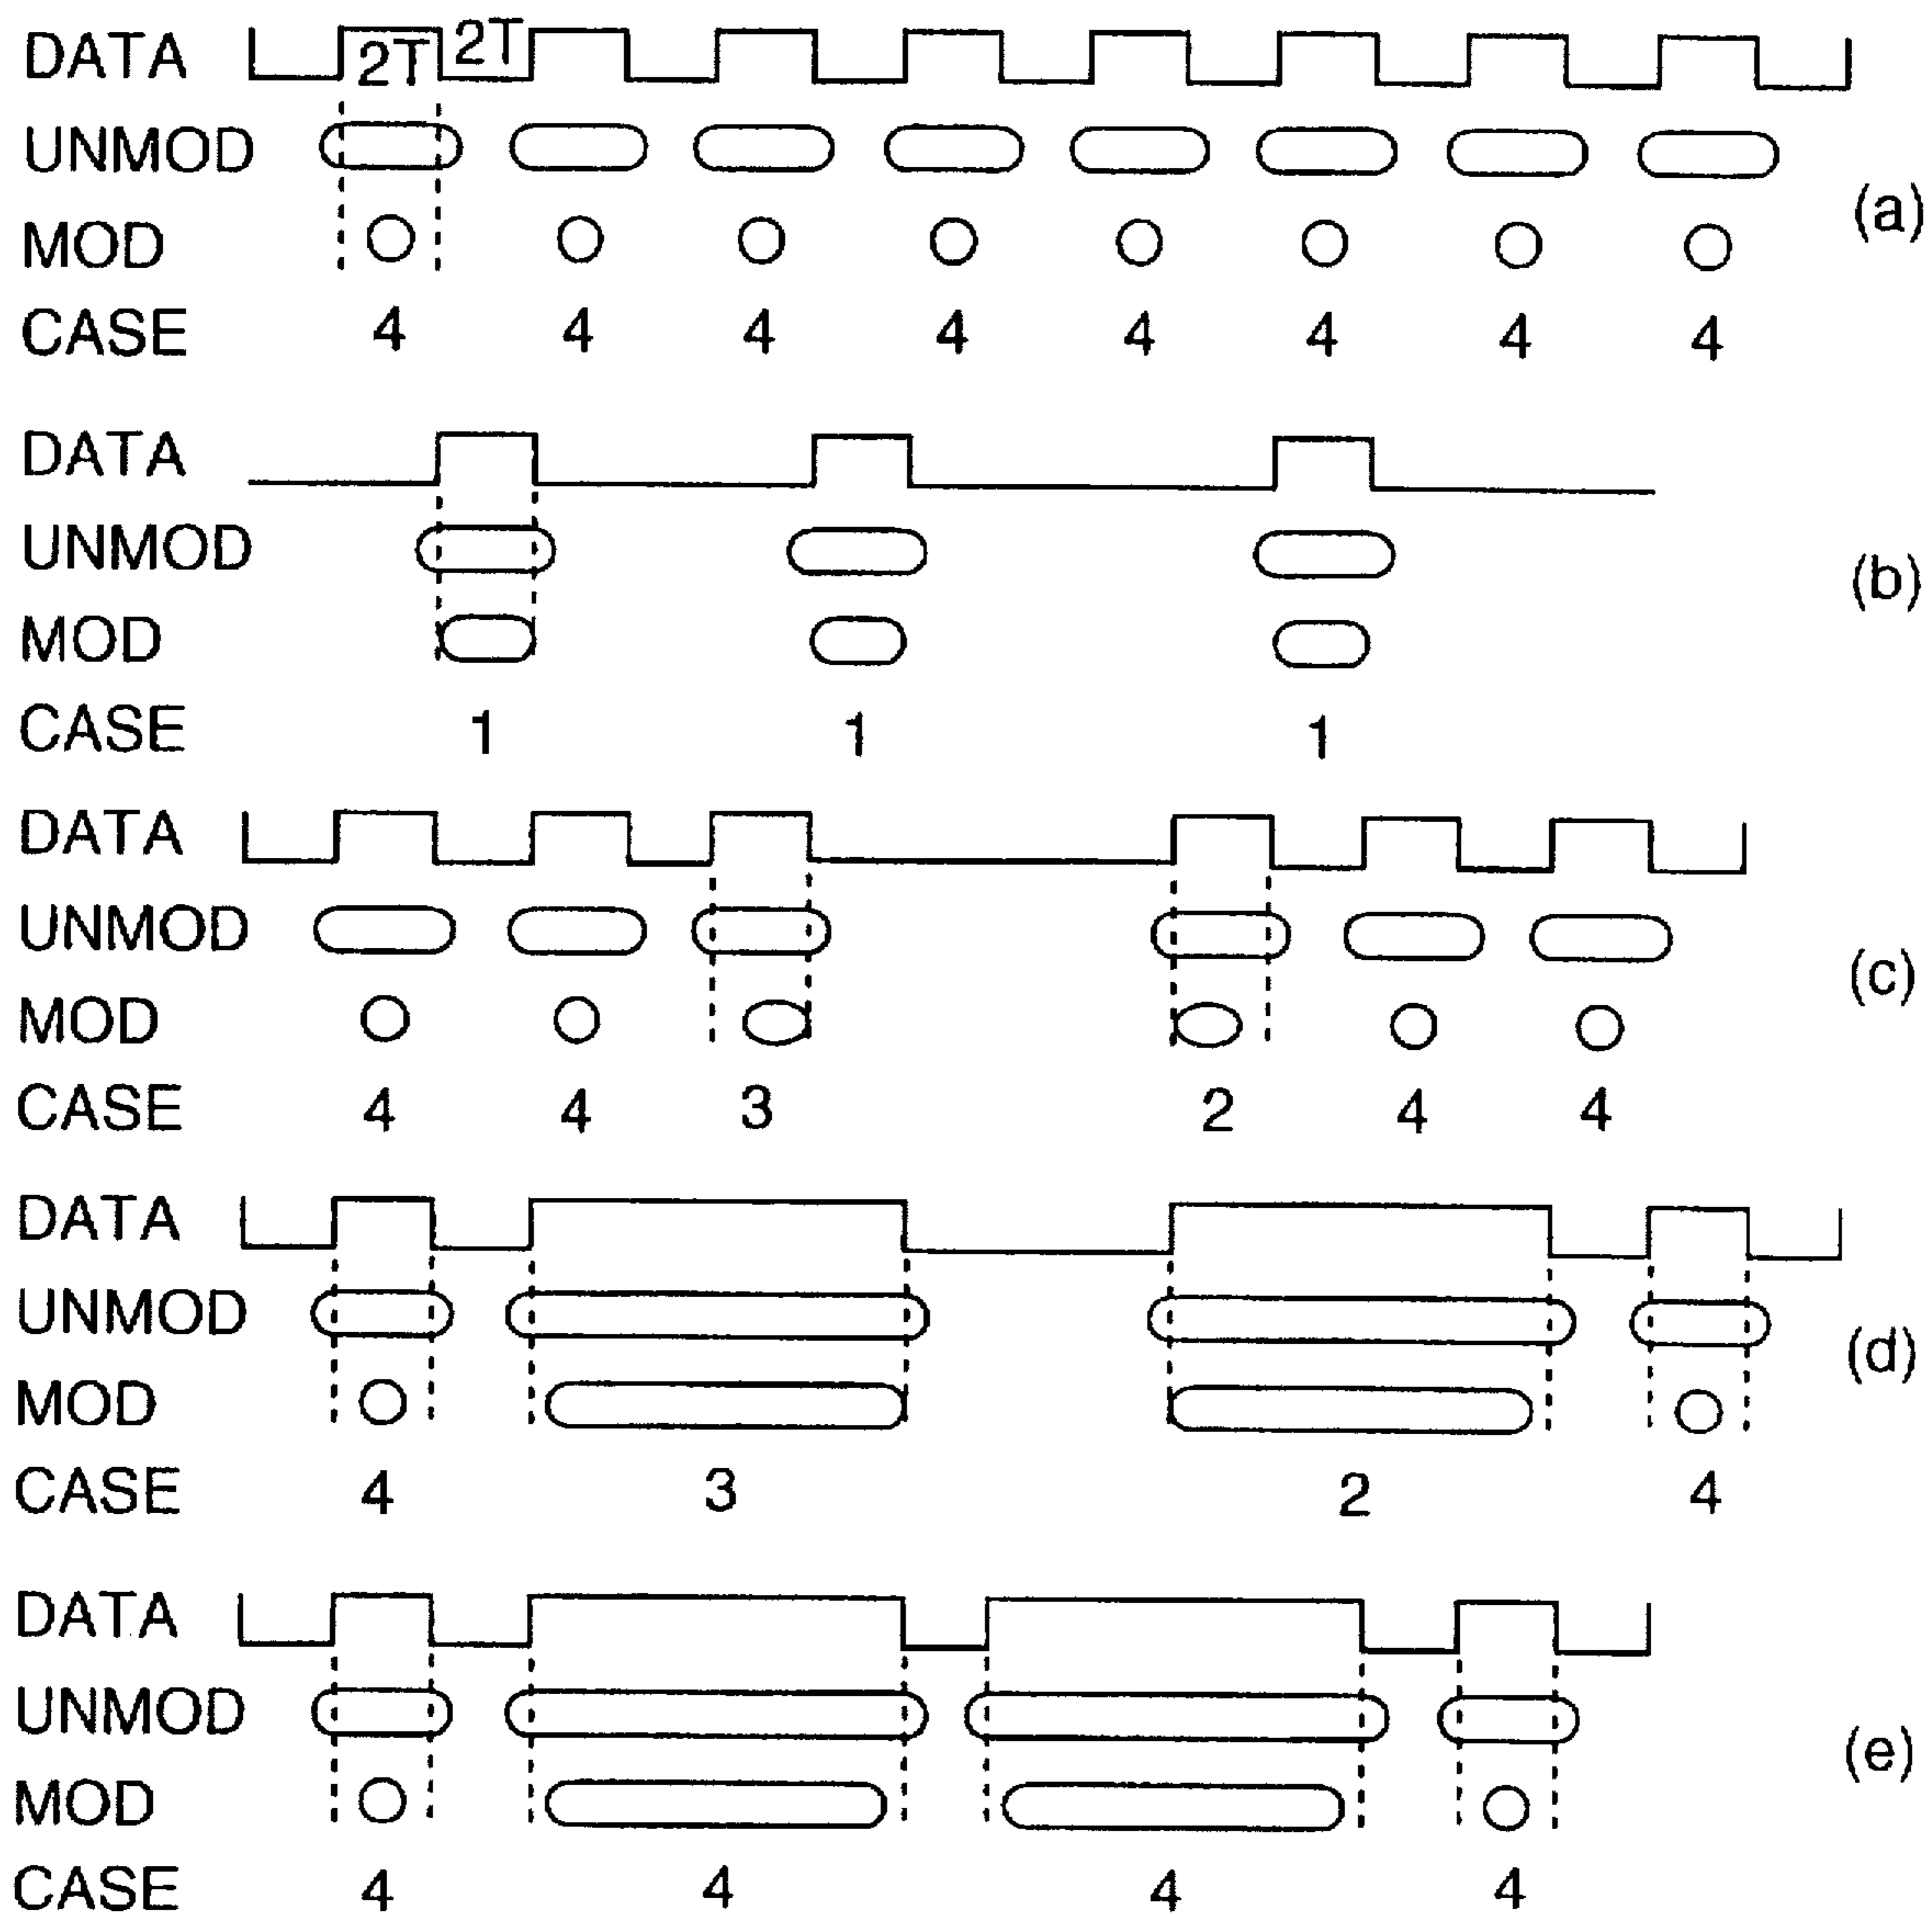 DATA 2T 2T
UNMOD
(a)
MOD
CASE 4 4 4 4 4 4 4 4
DATA
UNMOD
(b)
MOD
CASE 1 1 1
DATA
UNMOD
(c)
MOD
CASE 4 4 3 2 4 4
DATA
UNMOD
(d)
MOD
CASE 4 3 2 4
DATA
UNMOD
(e)
MOD
CASE 4 4 4 4